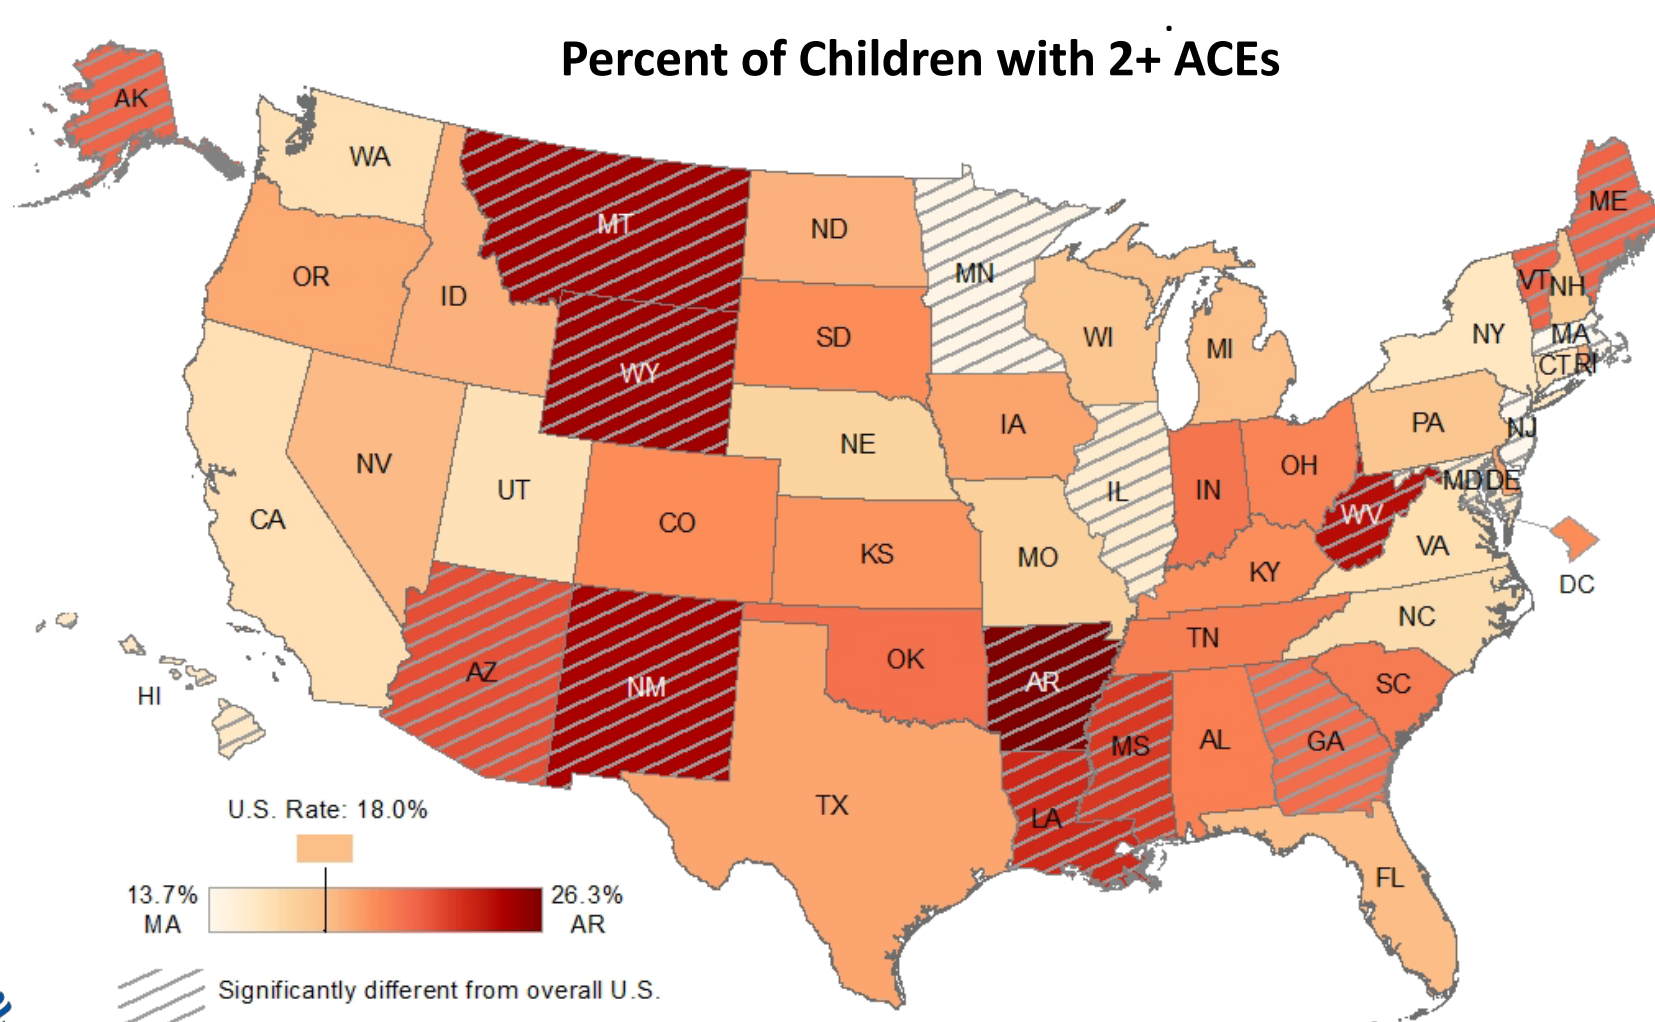 Percent of Children with 2+ ACEs
AK
WA
MT
ND
MN
ME
OR
ID
SD
WI
MI
NY
VT
NH
MA
CT
RI
WY
IA
NE
PA
NJ
NV
UT
CO
KS
MO
IL
IN
OH
WV
MD
DE
CA
KY
VA
DC
NC
TN
HI
AZ
NM
OK
AR
SC
MS
AL
GA
TX
LA
FL
U.S. Rate: 18.0%
13.7%
MA
26.3%
AR
Significantly different from overall U.S.